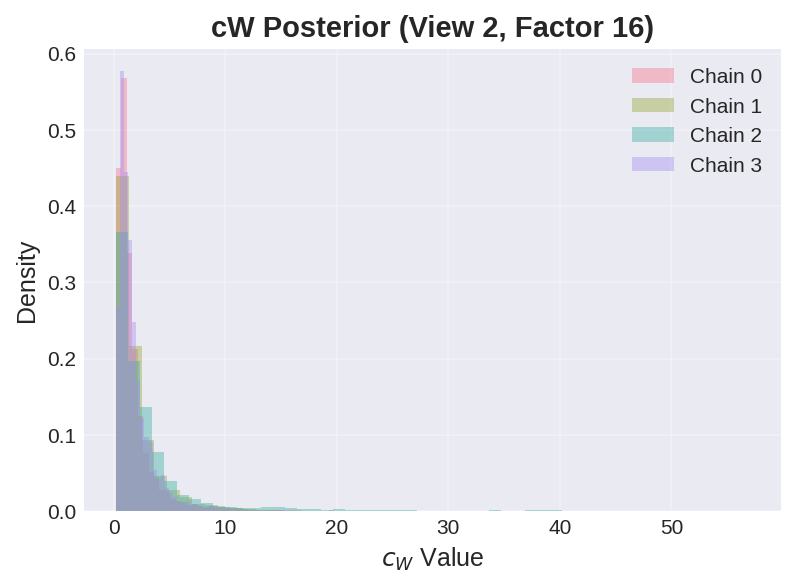 cW Posterior (View 2, Factor 16)
0.6
0.5
0.4
0.3
0.2
0.1
0.0
Density
Chain 0
Chain 1
Chain 2
Chain 3
0 10 20 30 40 50
c_W Value